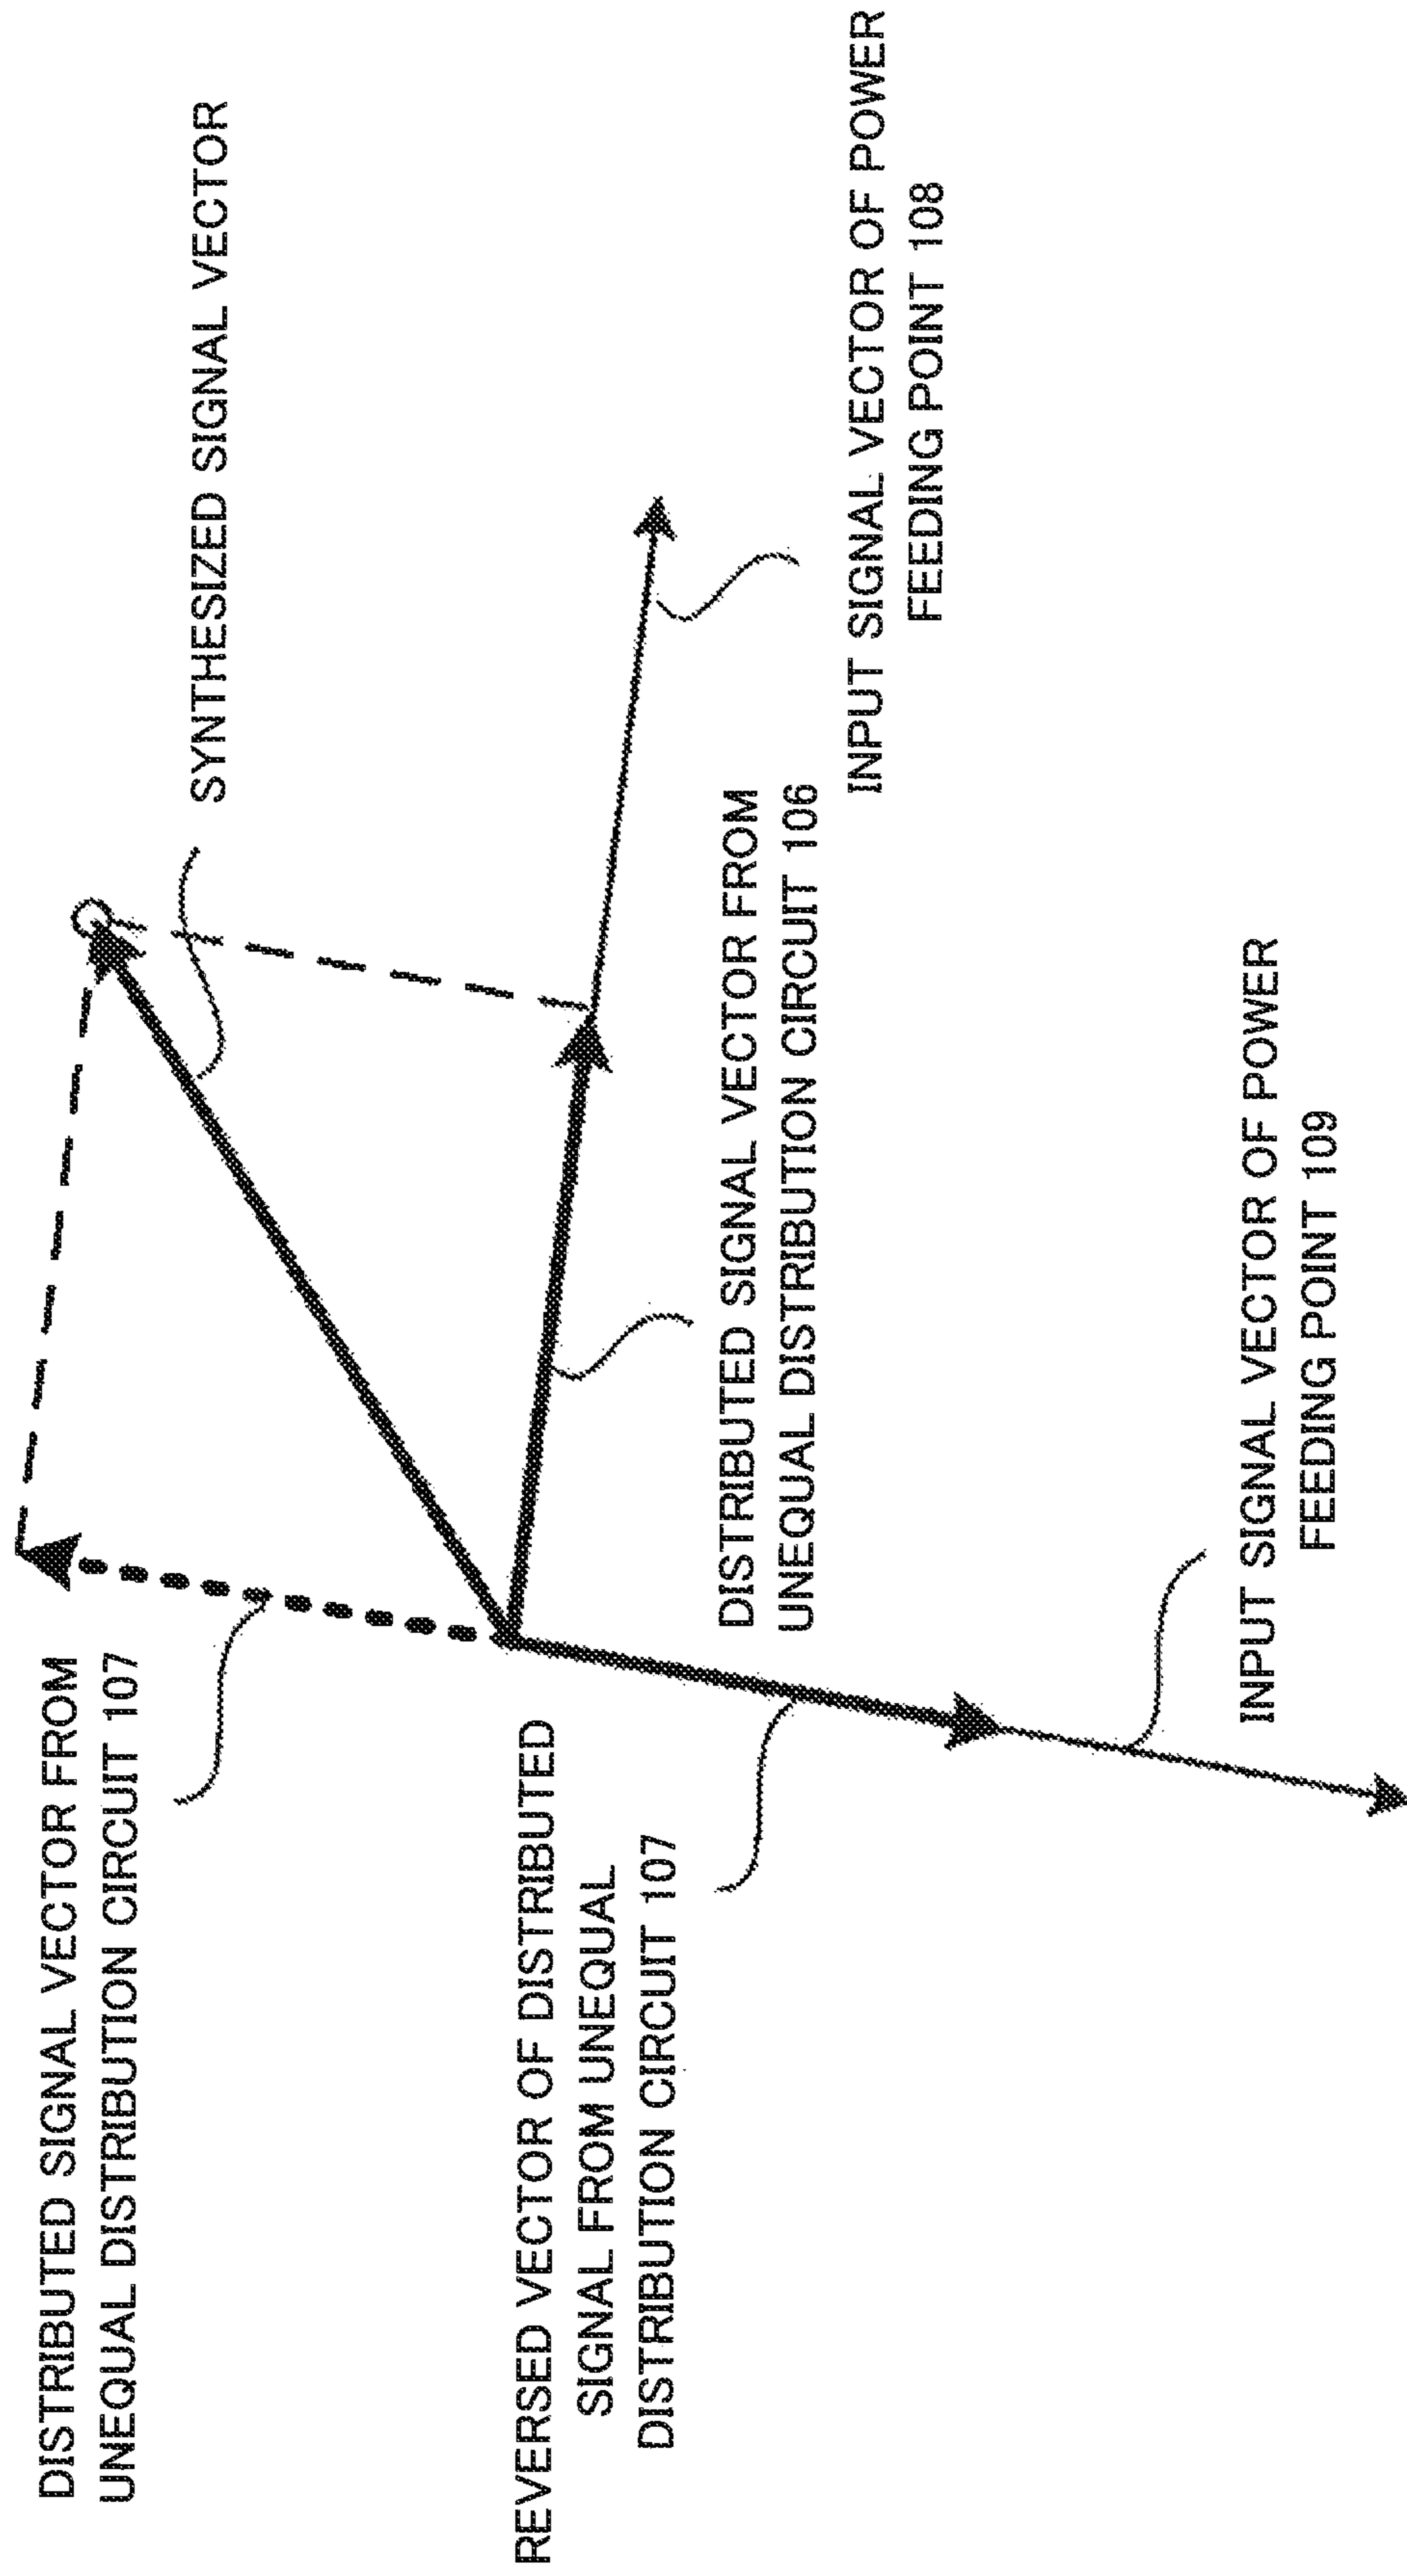 DISTRIBUTED SIGNAL VECTOR FROM
UNEQUAL DISTRIBUTION CIRCUIT 107
SYNTHESIZED SIGNAL VECTOR
REVERSED VECTOR OF DISTRIBUTED
SIGNAL FROM UNEQUAL
DISTRIBUTION CIRCUIT 107
DISTRIBUTED SIGNAL VECTOR FROM
UNEQUAL DISTRIBUTION CIRCUIT 106
INPUT SIGNAL VECTOR OF POWER
FEEDING POINT 108
INPUT SIGNAL VECTOR OF POWER
FEEDING POINT 109